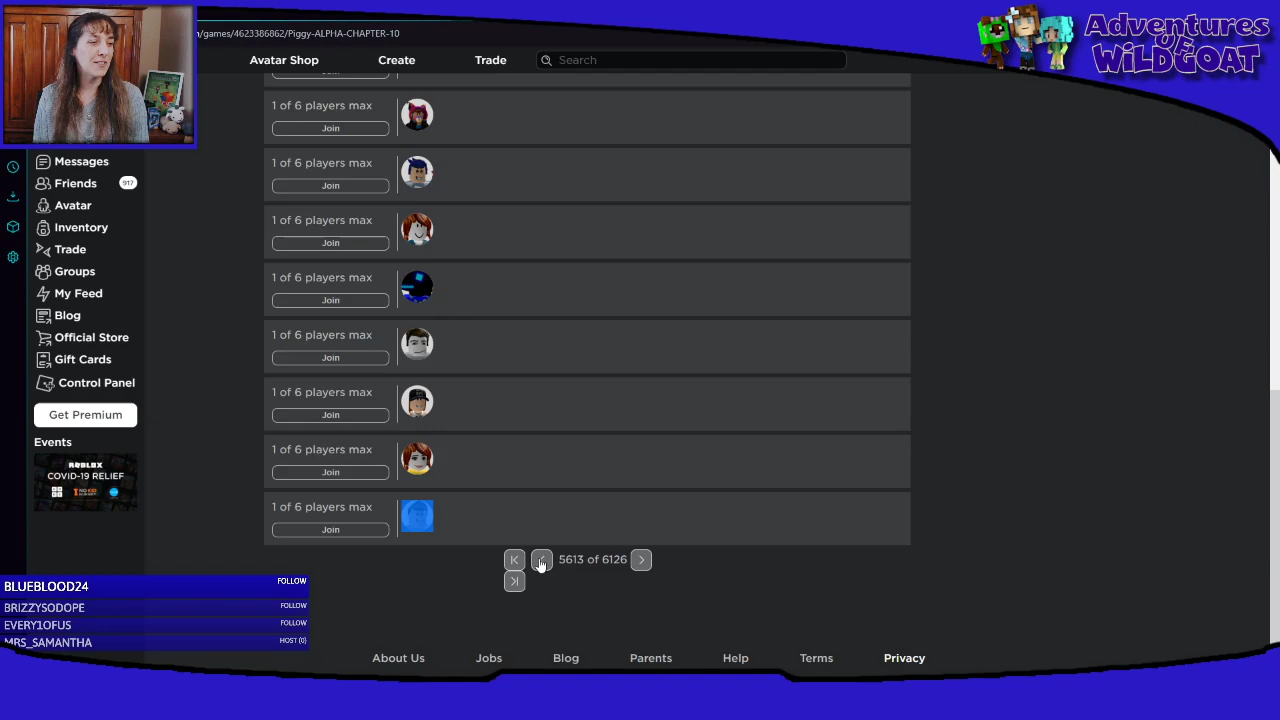 n/games/4623386862/Piggy-ALPHA-CHAPTER-10
Adventures
OF
WILDGOAT
Avatar Shop
Create
Trade
Search
Messages
Friends
917
Avatar
Inventory
Trade
Groups
My Feed
Blog
Official Store
Gift Cards
Control Panel
Get Premium
Events
ROBLOX
COVID-19 RELIEF
1 of 6 players max
Join
1 of 6 players max
Join
1 of 6 players max
Join
1 of 6 players max
Join
1 of 6 players max
Join
1 of 6 players max
Join
1 of 6 players max
Join
1 of 6 players max
Join
5613 of 6126
BLUEBLOOD24 FOLLOW
BRIZZYSODOPE FOLLOW
EVERY1OFUS FOLLOW
MRS_SAMANTHA HOST (0)
About Us
Jobs
Blog
Parents
Help
Terms
Privacy